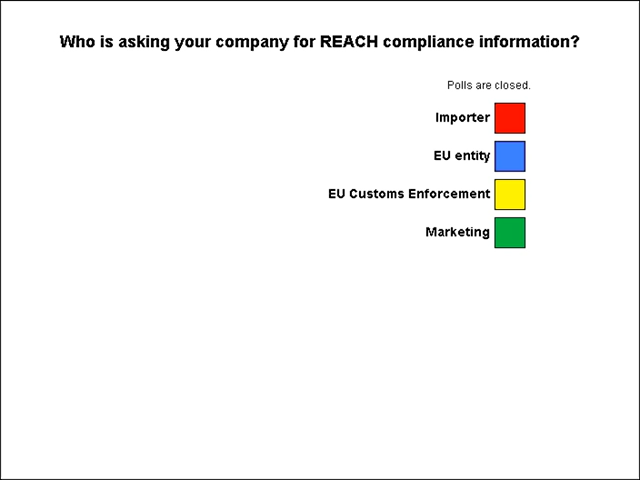 Who is asking your company for REACH compliance information?
Polls are closed.
Importer
EU entity
EU Customs Enforcement
Marketing